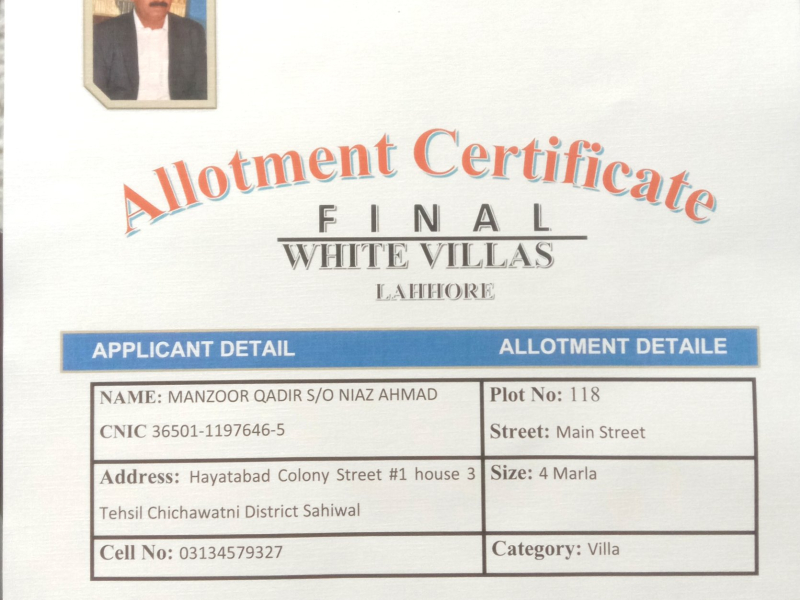 Allotment Certificate
FINAL
WHITE VILLAS
LAHHORE
APPLICANT DETAIL ALLOTMENT DETAILE
NAME: MANZOOR QADIR S/O NIAZ AHMAD Plot No: 118
CNIC 36501-1197646-5 Street: Main Street
Address: Hayatabad Colony Street #1 house 3 Size: 4 Marla
Tehsil Chichawatni District Sahiwal
Cell No: 03134579327 Category: Villa